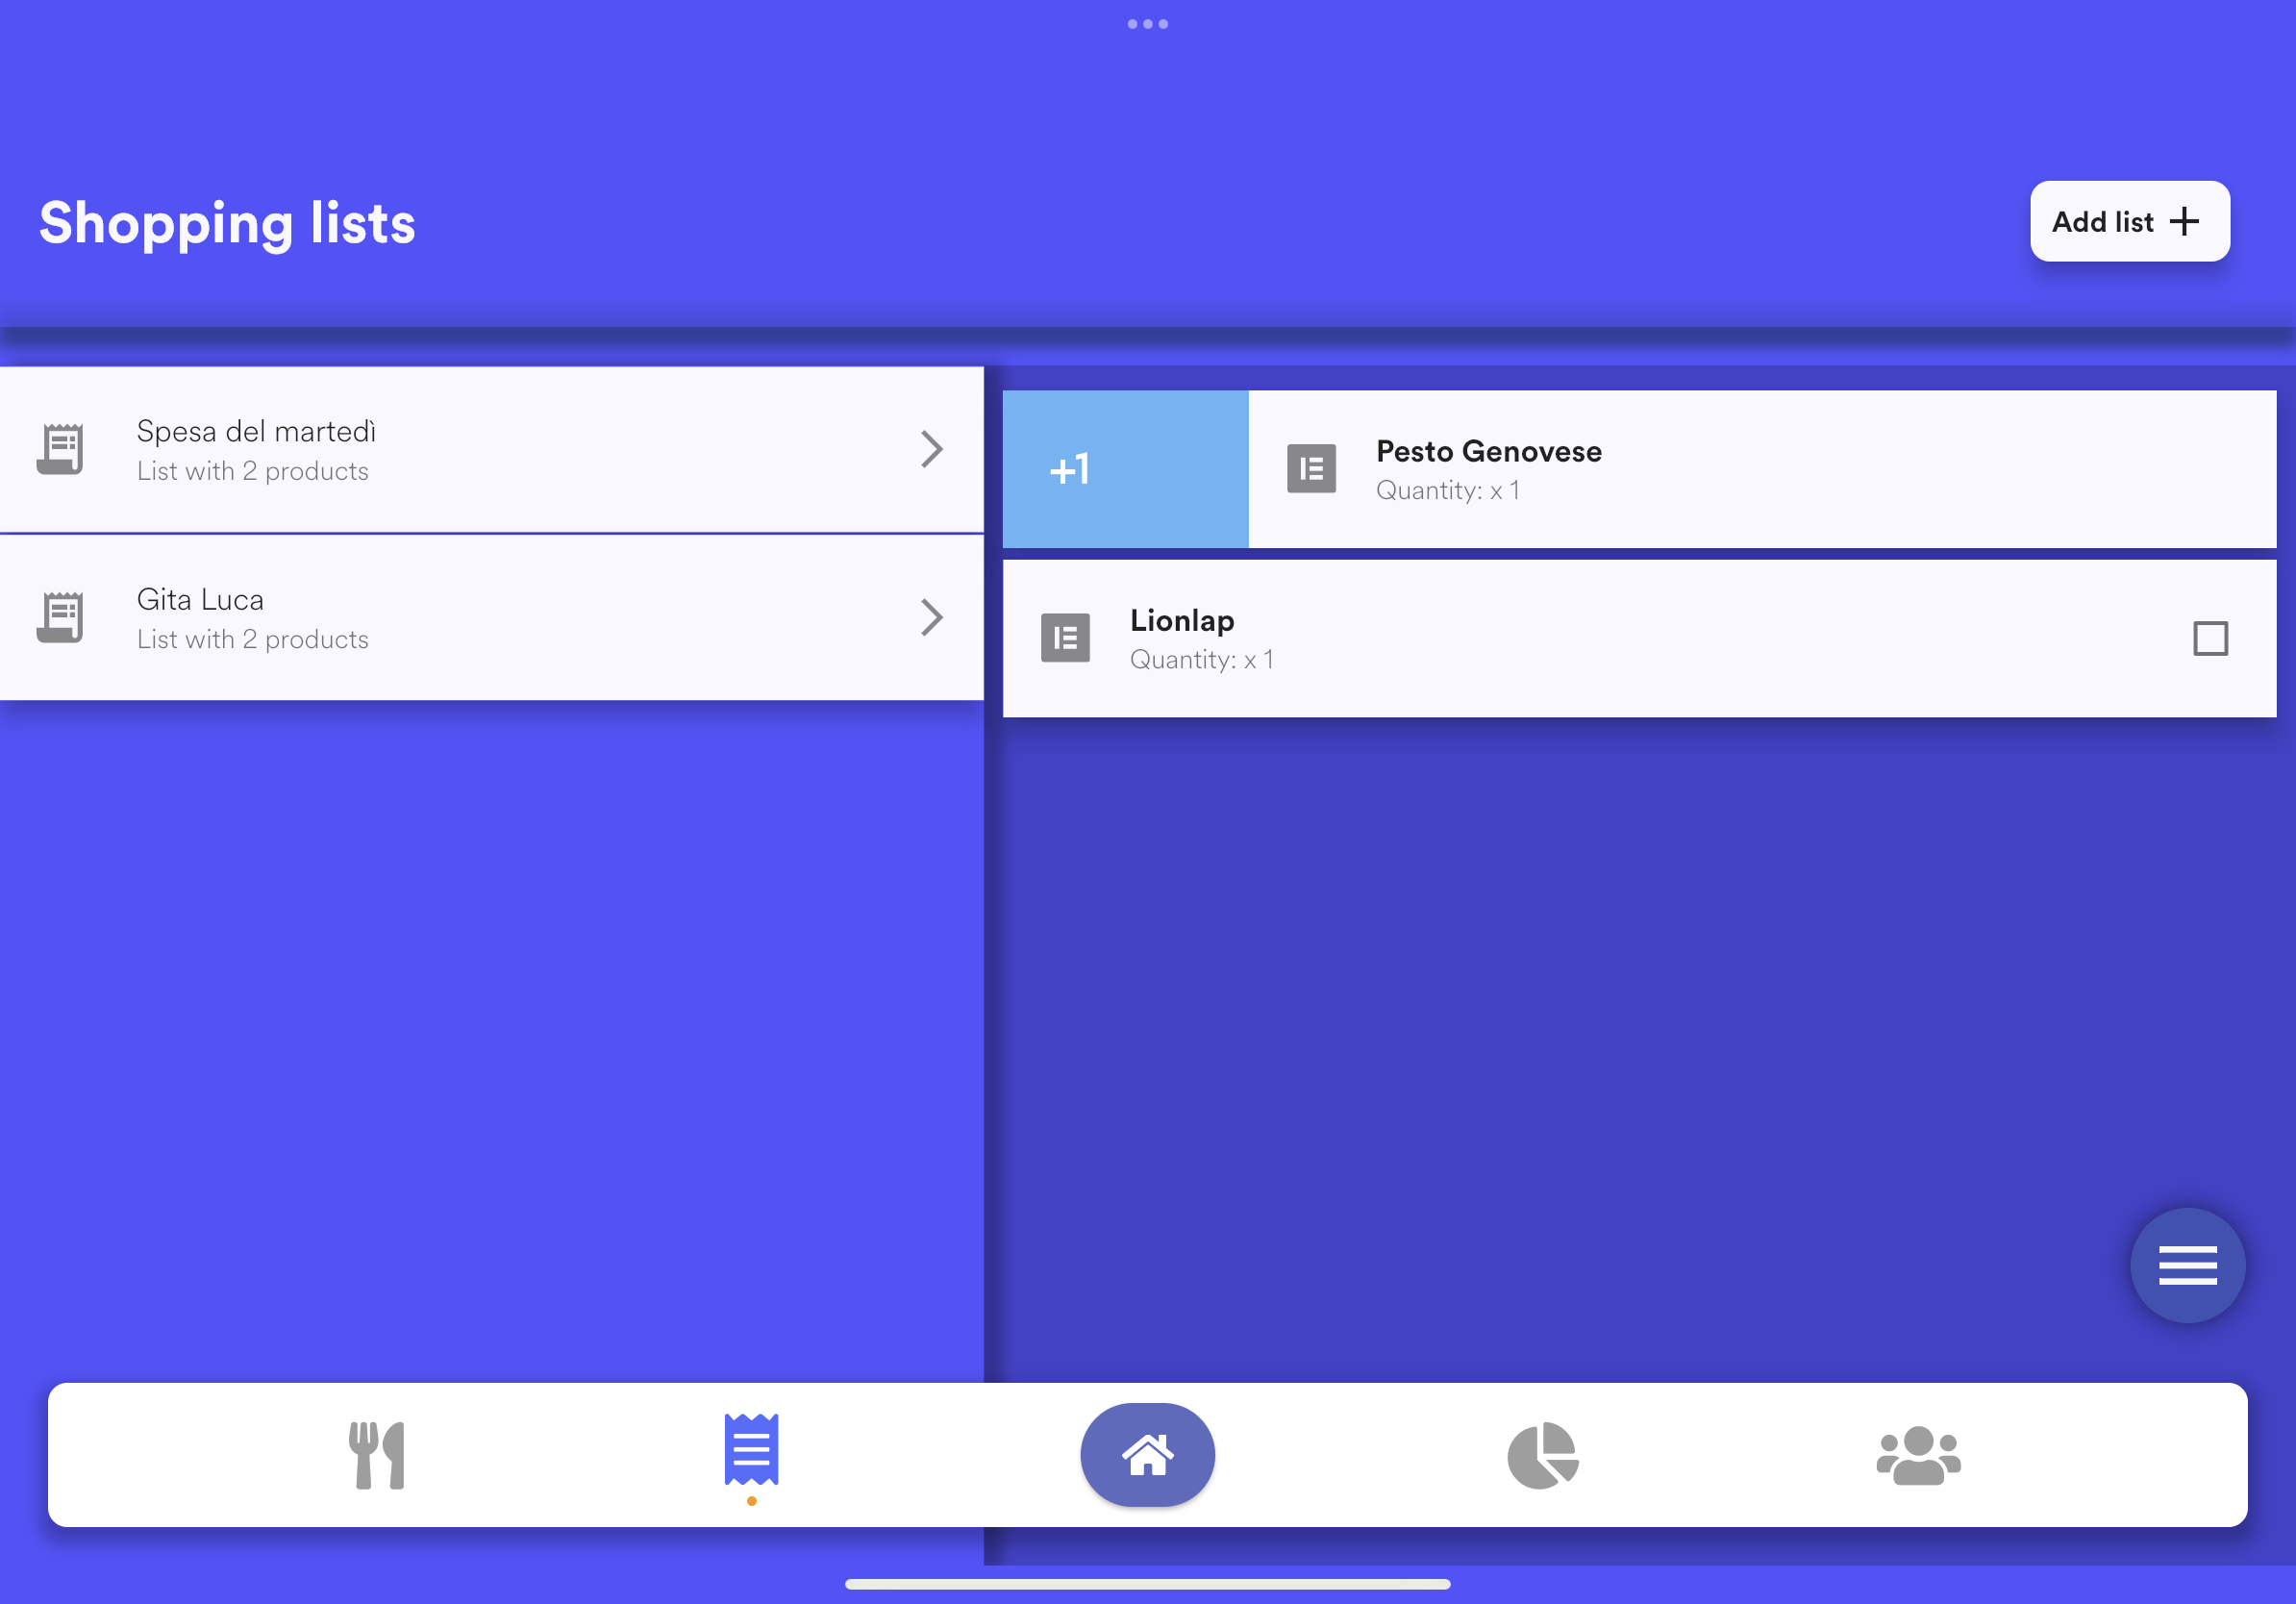 Shopping lists
Add list
Spesa del martedì
List with 2 products
Gita Luca
List with 2 products
+1
Pesto Genovese
Quantity: x 1
Lionlap
Quantity: x 1